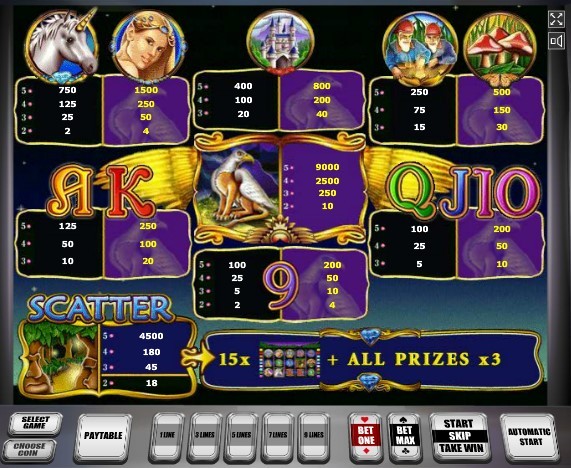 5 750 1500
4 125 250
3 25 50
2 2 4
5 400 800
4 100 200
3 20 40
5 250 500
4 75 150
3 15 30
5 9000
4 2500
3 250
2 10
A K
5 125 250
4 50 100
3 10 20
Q J 10
5 100 200
4 25 50
3 5 10
9
5 100 200
4 25 50
3 5 10
2 2 4
SCATTER
5 4500
4 180
3 45
2 18
15x + ALL PRIZES x3
SELECT
GAME
CHOOSE
COIN
PAYTABLE
1 LINE
3 LINES
5 LINES
7 LINES
9 LINES
BET
ONE
BET
MAX
START
SKIP
TAKE WIN
AUTOMATIC
START